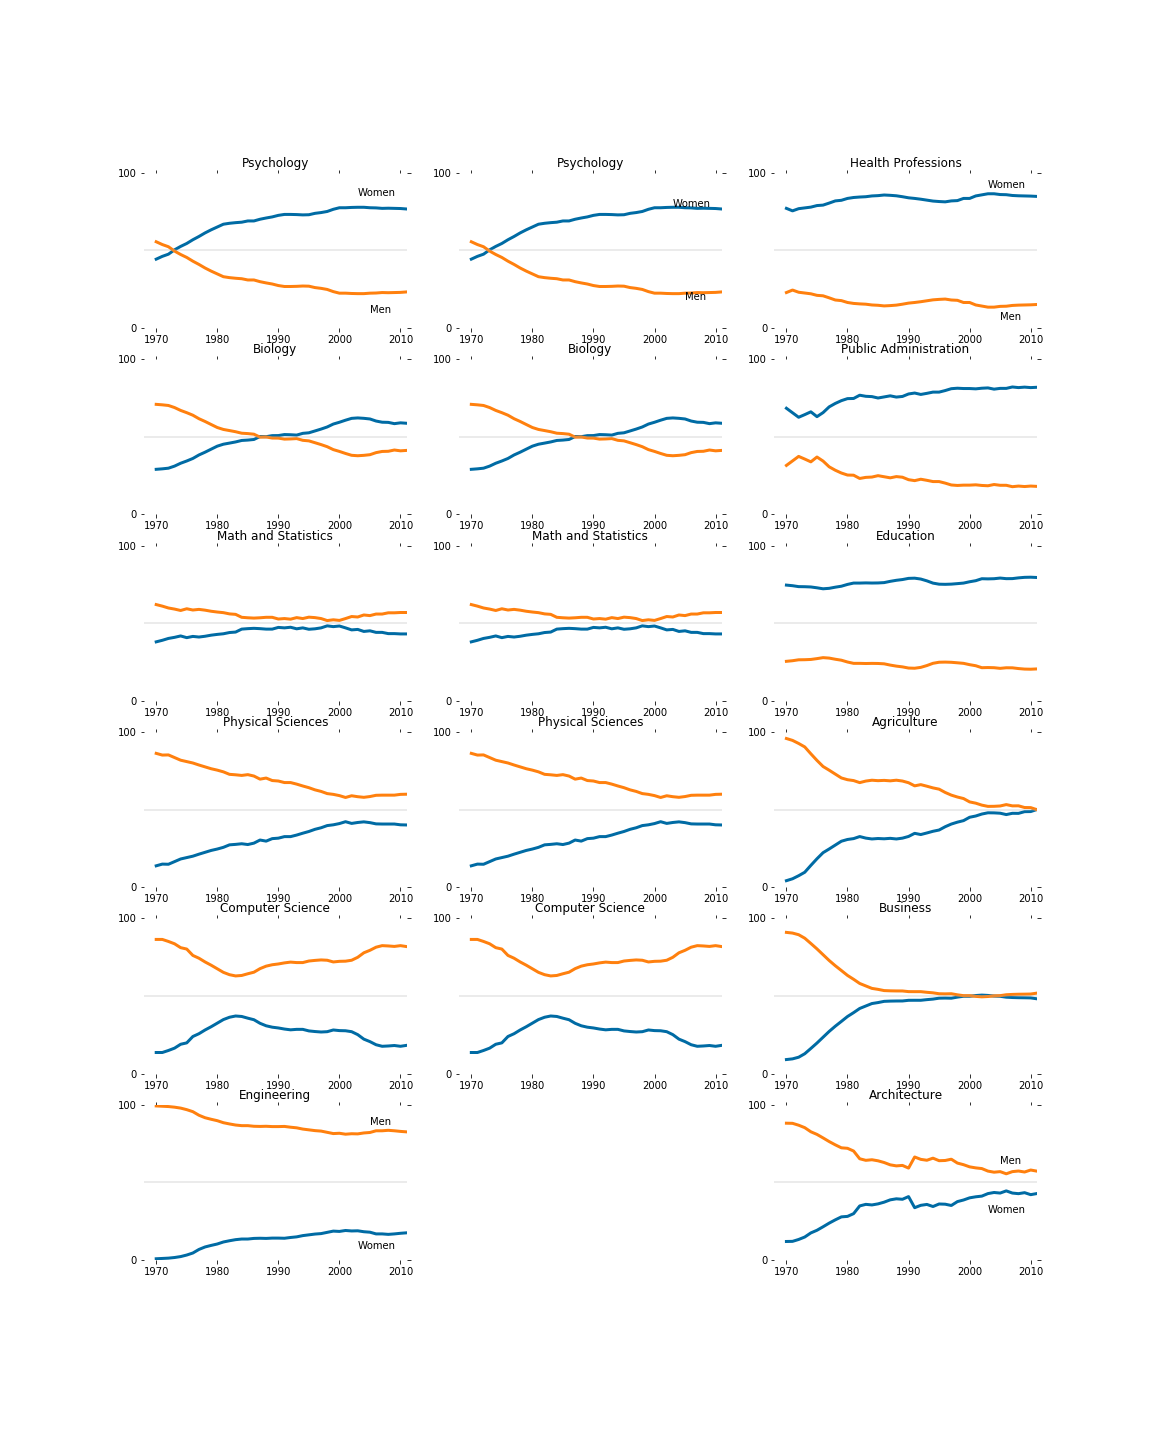 Psychology Psychology Health Professions
100 100 100
Women Women Women
Men Men Men
0 0 0
1970 1980 1990 2000 2010 1970 1980 1990 2000 2010 1970 1980 1990 2000 2010
Biology Biology Public Administration
100 100 100
0 0 0
1970 1980 1990 2000 2010 1970 1980 1990 2000 2010 1970 1980 1990 2000 2010
Math and Statistics Math and Statistics Education
100 100 100
0 0 0
1970 1980 1990 2000 2010 1970 1980 1990 2000 2010 1970 1980 1990 2000 2010
Physical Sciences Physical Sciences Agriculture
100 100 100
0 0 0
1970 1980 1990 2000 2010 1970 1980 1990 2000 2010 1970 1980 1990 2000 2010
Computer Science Computer Science Business
100 100 100
0 0 0
1970 1980 1990 2000 2010 1970 1980 1990 2000 2010 1970 1980 1990 2000 2010
Engineering Architecture
100 100
Men Men
Women Women
0 0
1970 1980 1990 2000 2010 1970 1980 1990 2000 2010